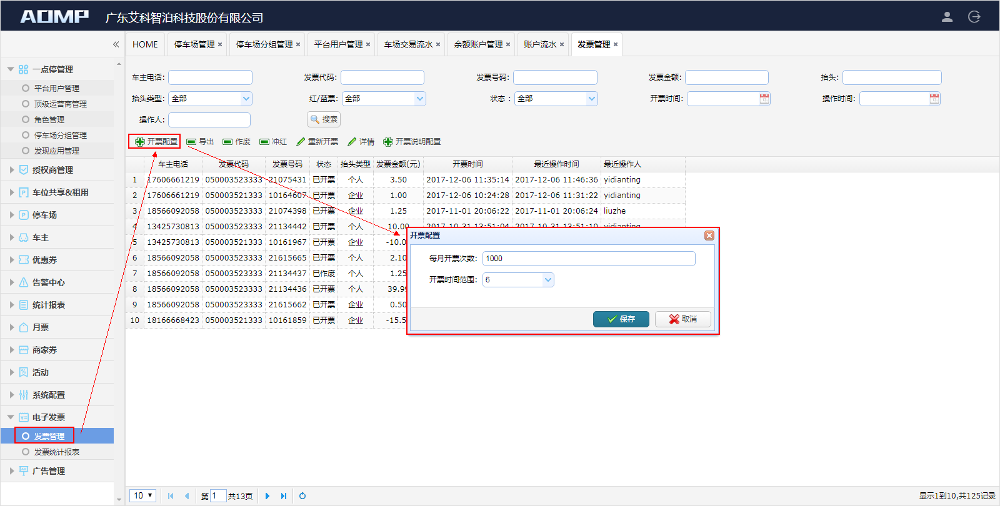 AOMP 广东艾科智泊科技股份有限公司
« HOME 停车场管理 × 停车场分组管理 × 平台用户管理 × 车场交易流水 × 余额账户管理 × 账户流水 × 发票管理 ×
一点停管理
平台用户管理
顶级运营商管理
角色管理
停车场分组管理
发现应用管理
授权商管理
车位共享&租用
停车场
车主
优惠券
告警中心
统计报表
月票
商家券
活动
系统配置
电子发票
发票管理
发票统计报表
广告管理
车主电话: 发票代码: 发票号码: 发票金额: 抬头:
抬头类型: 全部 红/蓝票: 全部 状态 : 全部 开票时间: 操作时间:
操作人: 搜索
开票配置 导出 作废 冲红 重新开票 详情 开票说明配置
车主电话 发票代码 发票号码 状态 抬头类型 发票金额(元) 开票时间 最近操作时间 最近操作人
1 17606661219 050003523333 21075431 已开票 个人 3.50 2017-12-06 11:35:14 2017-12-06 11:46:36 yidianting
2 17606661219 050003521333 10164607 已开票 企业 1.00 2017-12-06 10:24:28 2017-12-06 11:31:22 yidianting
3 18566092058 050003523333 21074398 已开票 企业 1.25 2017-11-01 20:06:22 2017-11-01 20:06:24 liuzhe
4 13425730813 050003523333 21134442 已开票 个人 10.00 2017-10-31 13:51:04 2017-10-31 13:51:10 yidianting
5 13425730813 050003521333 10161967 已开票 企业 -10.0
6 18566092058 050003523333 21615665 已开票 个人 2.10
7 18566092058 050003523333 21134437 已作废 个人 1.25
8 18566092058 050003523333 21134436 已开票 个人 39.99
9 18566092058 050003523333 21615662 已开票 企业 0.50
10 18166668423 050003521333 10161859 已开票 企业 -15.5
开票配置
每月开票次数: 1000
开票时间范围: 6
保存 取消
10 第 1 共13页 显示1到10,共125记录